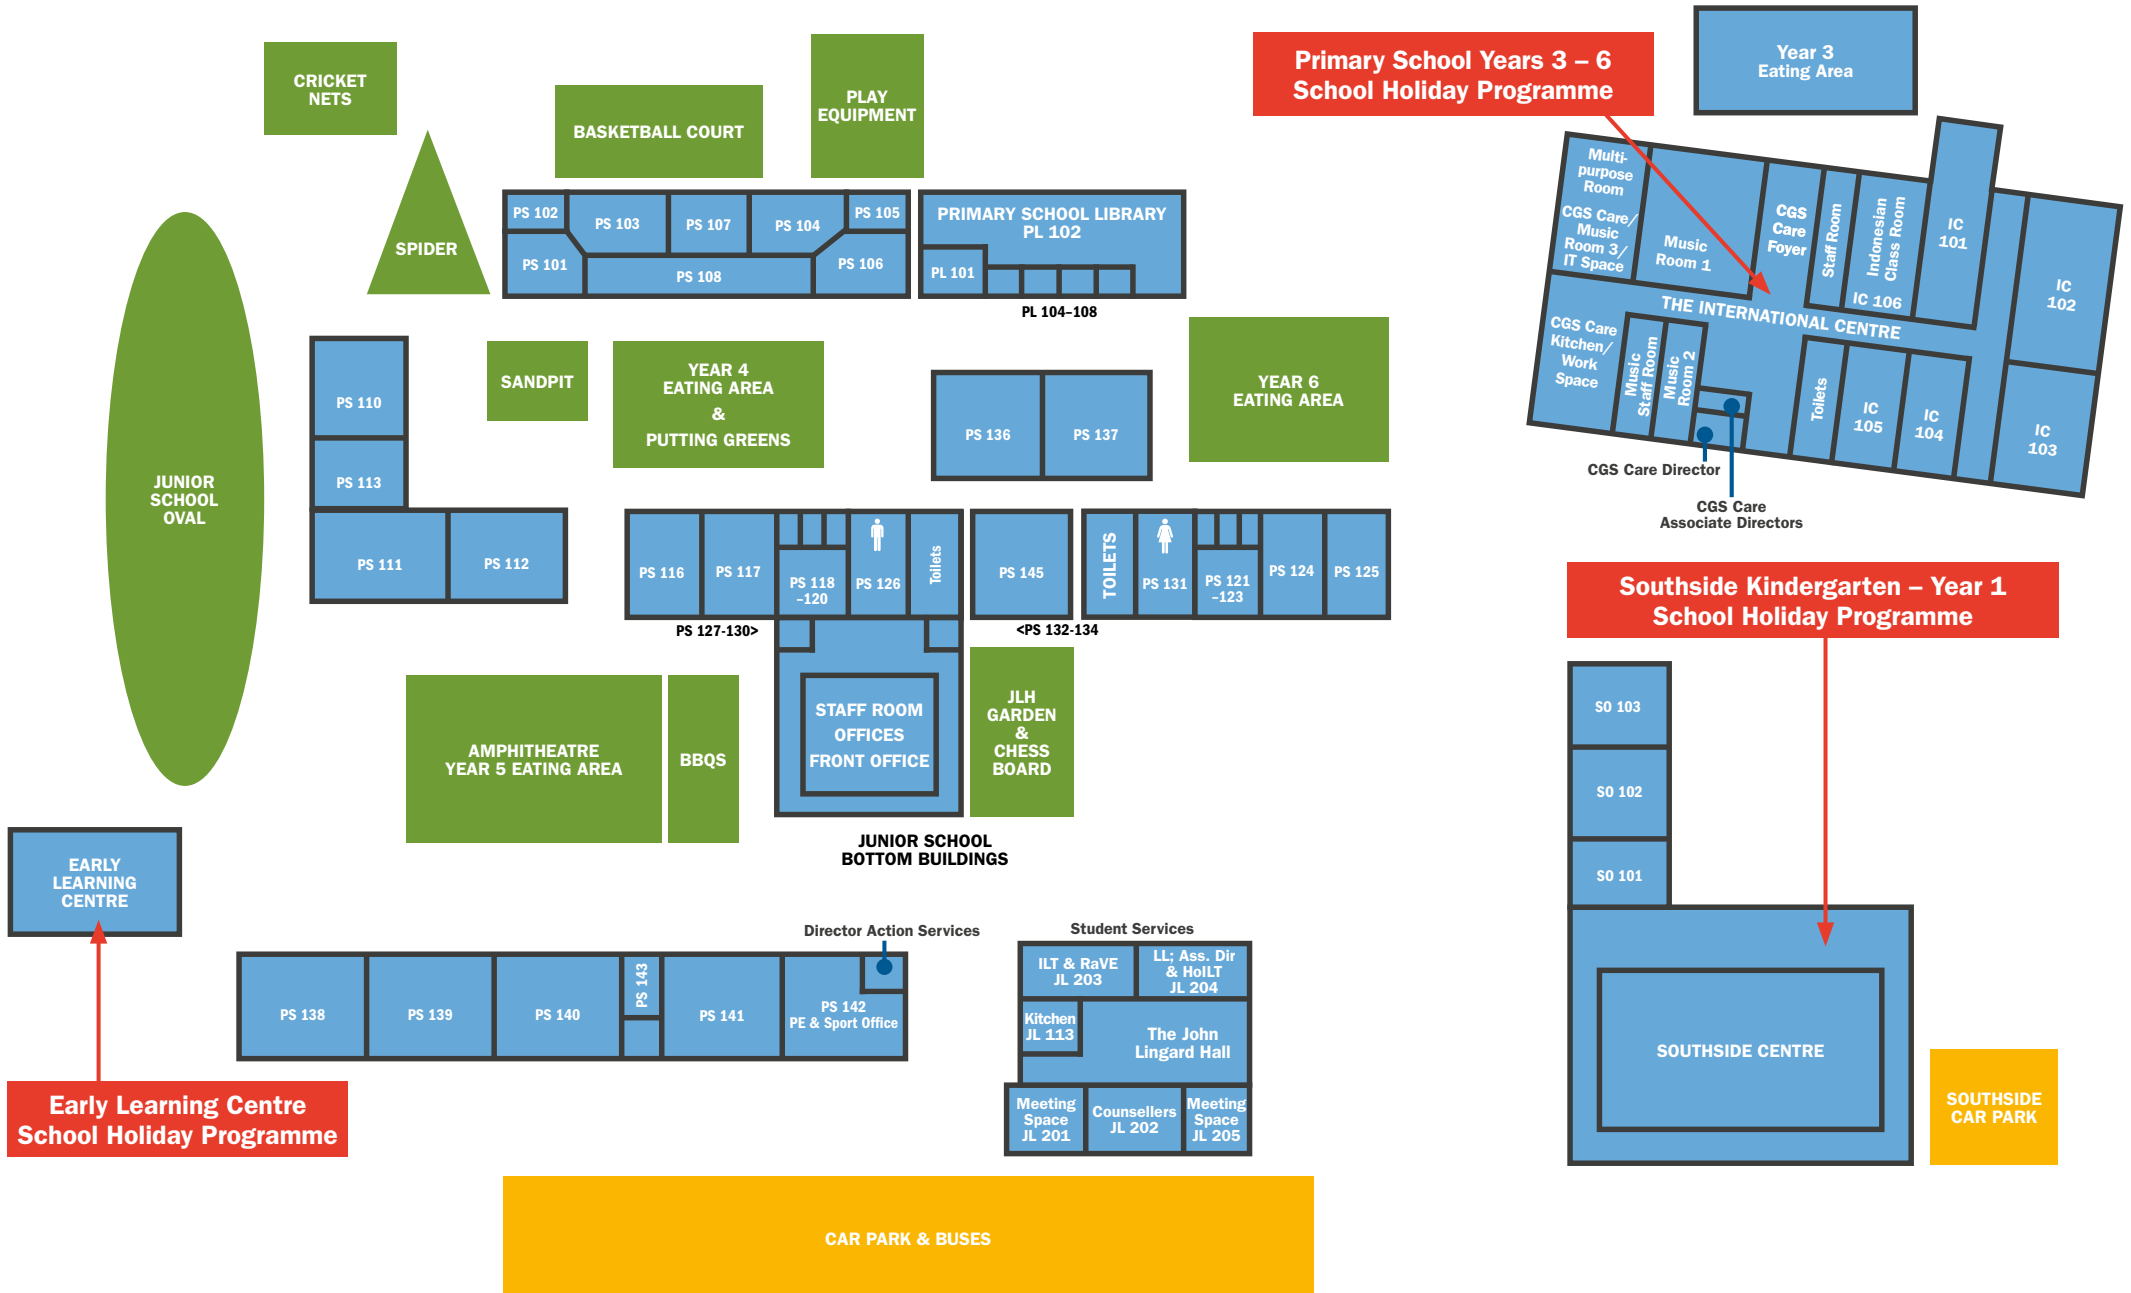 CRICKET
NETS
BASKETBALL COURT
PLAY
EQUIPMENT
Primary School Years 3 – 6
School Holiday Programme
Year 3
Eating Area
SPIDER
PS 102
PS 103
PS 107
PS 104
PS 105
PS 101
PS 108
PS 106
PRIMARY SCHOOL LIBRARY
PL 102
PL 101
PL 104–108
Multi-
purpose
Room
CGS Care/
Music
Room 3/
IT Space
Music
Room 1
CGS
Care
Foyer
Staff Room
Indonesian
Class Room
IC 106
IC
101
IC
102
THE INTERNATIONAL CENTRE
CGS Care
Kitchen/
Work
Space
Music
Staff Room
Music
Room 2
Toilets
IC
105
IC
104
IC
103
CGS Care Director
CGS Care
Associate Directors
JUNIOR
SCHOOL
OVAL
PS 110
PS 113
PS 111
PS 112
SANDPIT
YEAR 4
EATING AREA
&
PUTTING GREENS
PS 136
PS 137
YEAR 6
EATING AREA
PS 116
PS 117
PS 118
–120
PS 126
Toilets
PS 145
TOILETS
PS 131
PS 121
–123
PS 124
PS 125
PS 127-130>
<PS 132-134
Southside Kindergarten – Year 1
School Holiday Programme
AMPHITHEATRE
YEAR 5 EATING AREA
BBQS
STAFF ROOM
OFFICES
FRONT OFFICE
JLH
GARDEN
&
CHESS
BOARD
JUNIOR SCHOOL
BOTTOM BUILDINGS
SO 103
SO 102
SO 101
SOUTHSIDE CENTRE
SOUTHSIDE
CAR PARK
EARLY
LEARNING
CENTRE
Early Learning Centre
School Holiday Programme
Director Action Services
PS 138
PS 139
PS 140
PS 143
PS 141
PS 142
PE & Sport Office
Student Services
ILT & RaVE
JL 203
LL; Ass. Dir
& HoILT
JL 204
Kitchen
JL 113
The John
Lingard Hall
Meeting
Space
JL 201
Counsellers
JL 202
Meeting
Space
JL 205
CAR PARK & BUSES